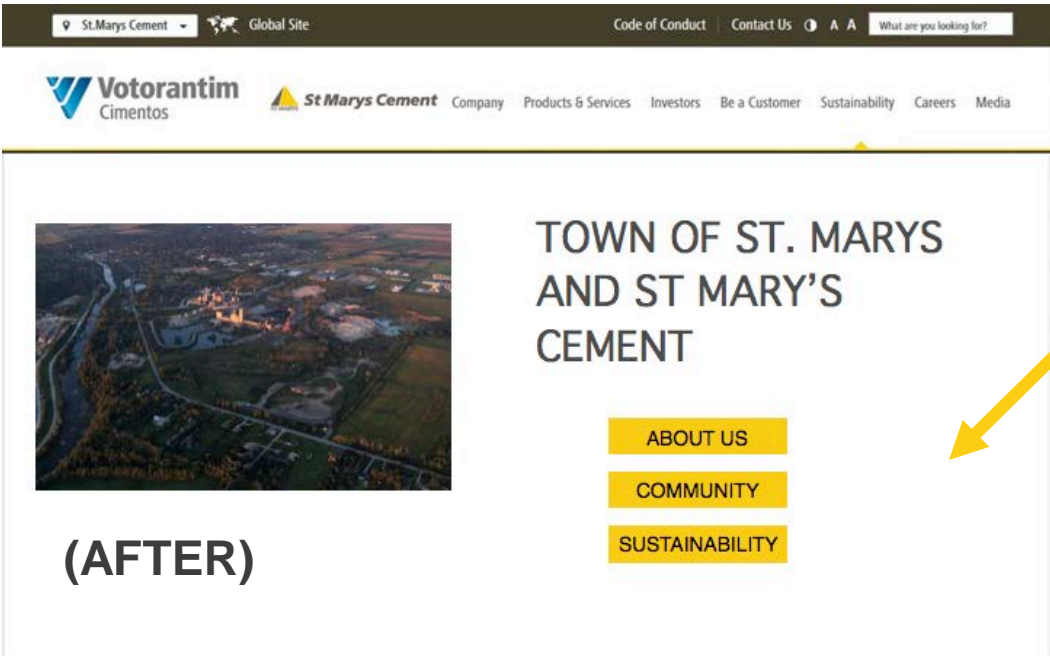 St.Marys Cement Global Site Code of Conduct Contact Us A A What are you looking for?
Votorantim
Cimentos
ST MARYS
St Marys Cement Company Products & Services Investors Be a Customer Sustainability Careers Media
TOWN OF ST. MARYS
AND ST MARY'S
CEMENT
ABOUT US
COMMUNITY
SUSTAINABILITY
(AFTER)